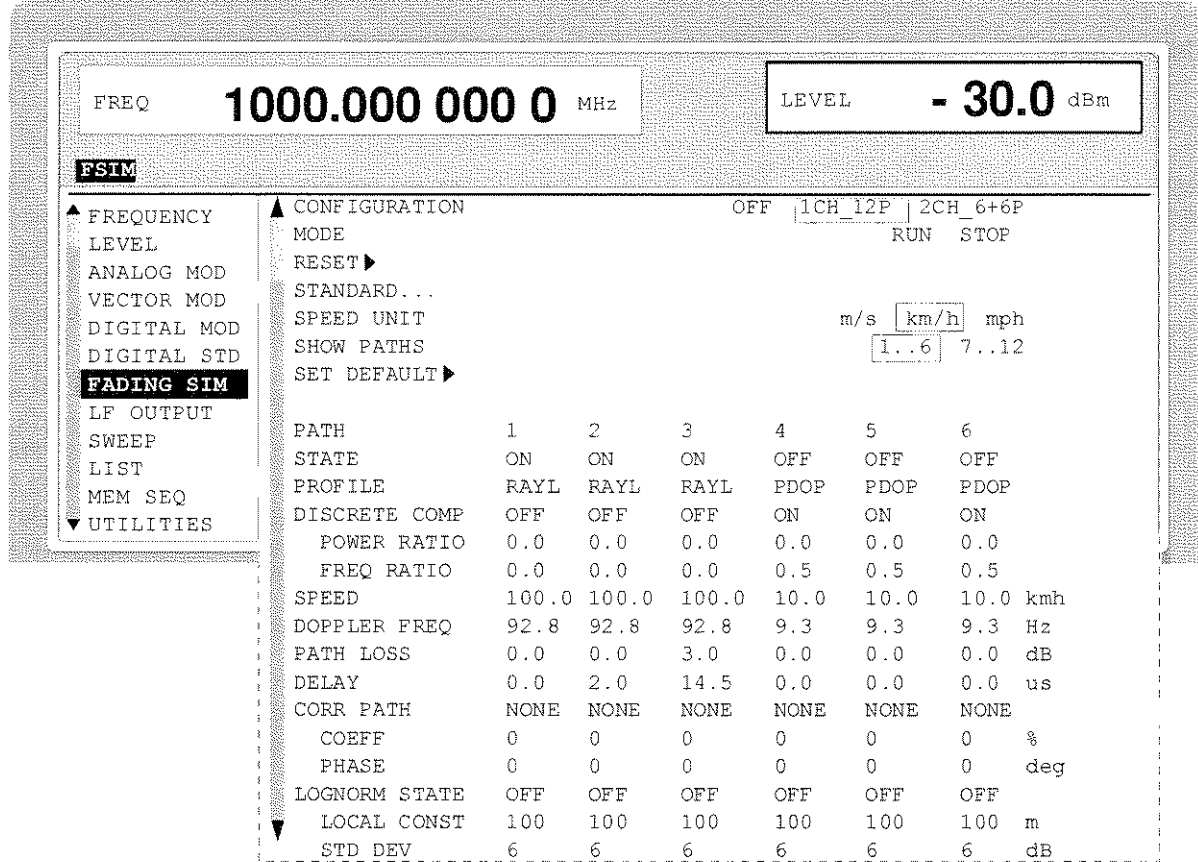 FREQ 1000.000 000 0 MHz LEVEL - 30.0 dBm
FSIM
FREQUENCY
LEVEL
ANALOG MOD
VECTOR MOD
DIGITAL MOD
DIGITAL STD
FADING SIM
LF OUTPUT
SWEEP
LIST
MEM SEQ
UTILITIES
CONFIGURATION OFF 1CH_12P 2CH_6+6P
MODE RUN STOP
RESET
STANDARD...
SPEED UNIT m/s km/h mph
SHOW PATHS 1..6 7..12
SET DEFAULT
PATH 1 2 3 4 5 6
STATE ON ON ON OFF OFF OFF
PROFILE RAYL RAYL RAYL PDOP PDOP PDOP
DISCRETE COMP OFF OFF OFF ON ON ON
POWER RATIO 0.0 0.0 0.0 0.0 0.0 0.0
FREQ RATIO 0.0 0.0 0.0 0.5 0.5 0.5
SPEED 100.0 100.0 100.0 10.0 10.0 10.0 kmh
DOPPLER FREQ 92.8 92.8 92.8 9.3 9.3 9.3 Hz
PATH LOSS 0.0 0.0 3.0 0.0 0.0 0.0 dB
DELAY 0.0 2.0 14.5 0.0 0.0 0.0 us
CORR PATH NONE NONE NONE NONE NONE NONE
COEFF 0 0 0 0 0 0 %
PHASE 0 0 0 0 0 0 deg
LOGNORM STATE OFF OFF OFF OFF OFF OFF
LOCAL CONST 100 100 100 100 100 100 m
STD DEV 6 6 6 6 6 6 dB